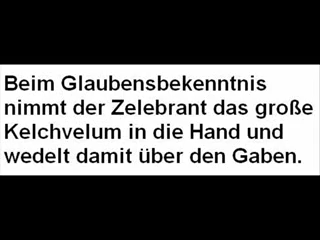 Beim Glaubensbekenntnis
nimmt der Zelebrant das große
Kelchvelum in die Hand und
wedelt damit über den Gaben.